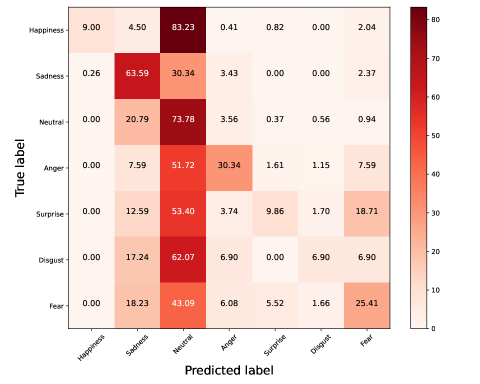 Happiness 9.00 4.50 83.23 0.41 0.82 0.00 2.04
Sadness 0.26 63.59 30.34 3.43 0.00 0.00 2.37
Neutral 0.00 20.79 73.78 3.56 0.37 0.56 0.94
Anger 0.00 7.59 51.72 30.34 1.61 1.15 7.59
Surprise 0.00 12.59 53.40 3.74 9.86 1.70 18.71
Disgust 0.00 17.24 62.07 6.90 0.00 6.90 6.90
Fear 0.00 18.23 43.09 6.08 5.52 1.66 25.41
Happiness Sadness Neutral Anger Surprise Disgust Fear
Predicted label
True label
80
70
60
50
40
30
20
10
0